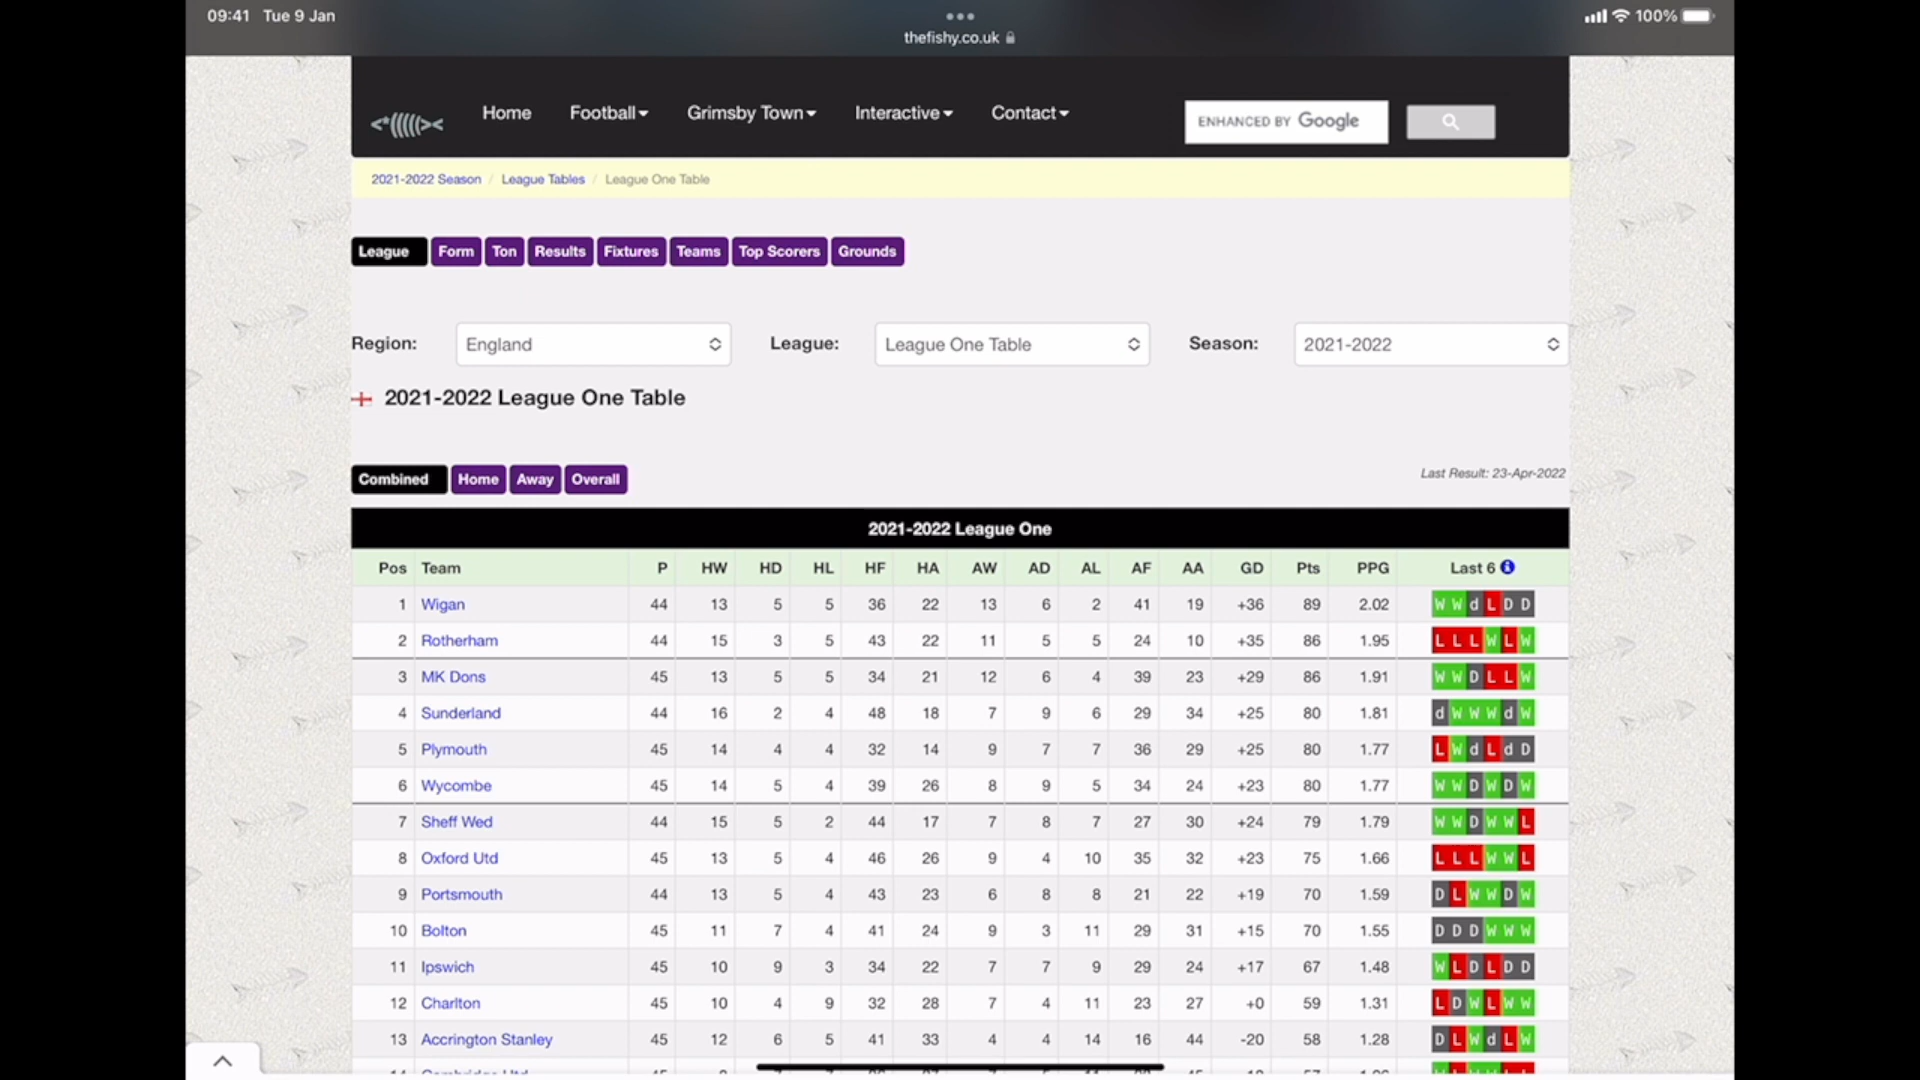 09:41 Tue 9 Jan
100%
thefishy.co.uk
<*(((((><
Home Football Grimsby Town Interactive Contact
ENHANCED BY Google
2021-2022 Season / League Tables / League One Table
League Form Ton Results Fixtures Teams Top Scorers Grounds
Region: England League: League One Table Season: 2021-2022
2021-2022 League One Table
Combined Home Away Overall
Last Result: 23-Apr-2022
2021-2022 League One
Pos Team P HW HD HL HF HA AW AD AL AF AA GD Pts PPG Last 6
1 Wigan 44 13 5 5 36 22 13 6 2 41 19 +36 89 2.02 W W d L D D
2 Rotherham 44 15 3 5 43 22 11 5 5 24 10 +35 86 1.95 L L L W L W
3 MK Dons 45 13 5 5 34 21 12 6 4 39 23 +29 86 1.91 W W D L L W
4 Sunderland 44 16 2 4 48 18 7 9 6 29 34 +25 80 1.81 d W W W d W
5 Plymouth 45 14 4 4 32 14 9 7 7 36 29 +25 80 1.77 L W d L d D
6 Wycombe 45 14 5 4 39 26 8 9 5 34 24 +23 80 1.77 W W D W D W
7 Sheff Wed 44 15 5 2 44 17 7 8 7 27 30 +24 79 1.79 W W D W W L
8 Oxford Utd 45 13 5 4 46 26 9 4 10 35 32 +23 75 1.66 L L L W W L
9 Portsmouth 44 13 5 4 43 23 6 8 8 21 22 +19 70 1.59 D L W W D W
10 Bolton 45 11 7 4 41 24 9 3 11 29 31 +15 70 1.55 D D D W W W
11 Ipswich 45 10 9 3 34 22 7 7 9 29 24 +17 67 1.48 W L D L D D
12 Charlton 45 10 4 9 32 28 7 4 11 23 27 +0 59 1.31 L D W L W W
13 Accrington Stanley 45 12 6 5 41 33 4 4 14 16 44 -20 58 1.28 D L W d L W